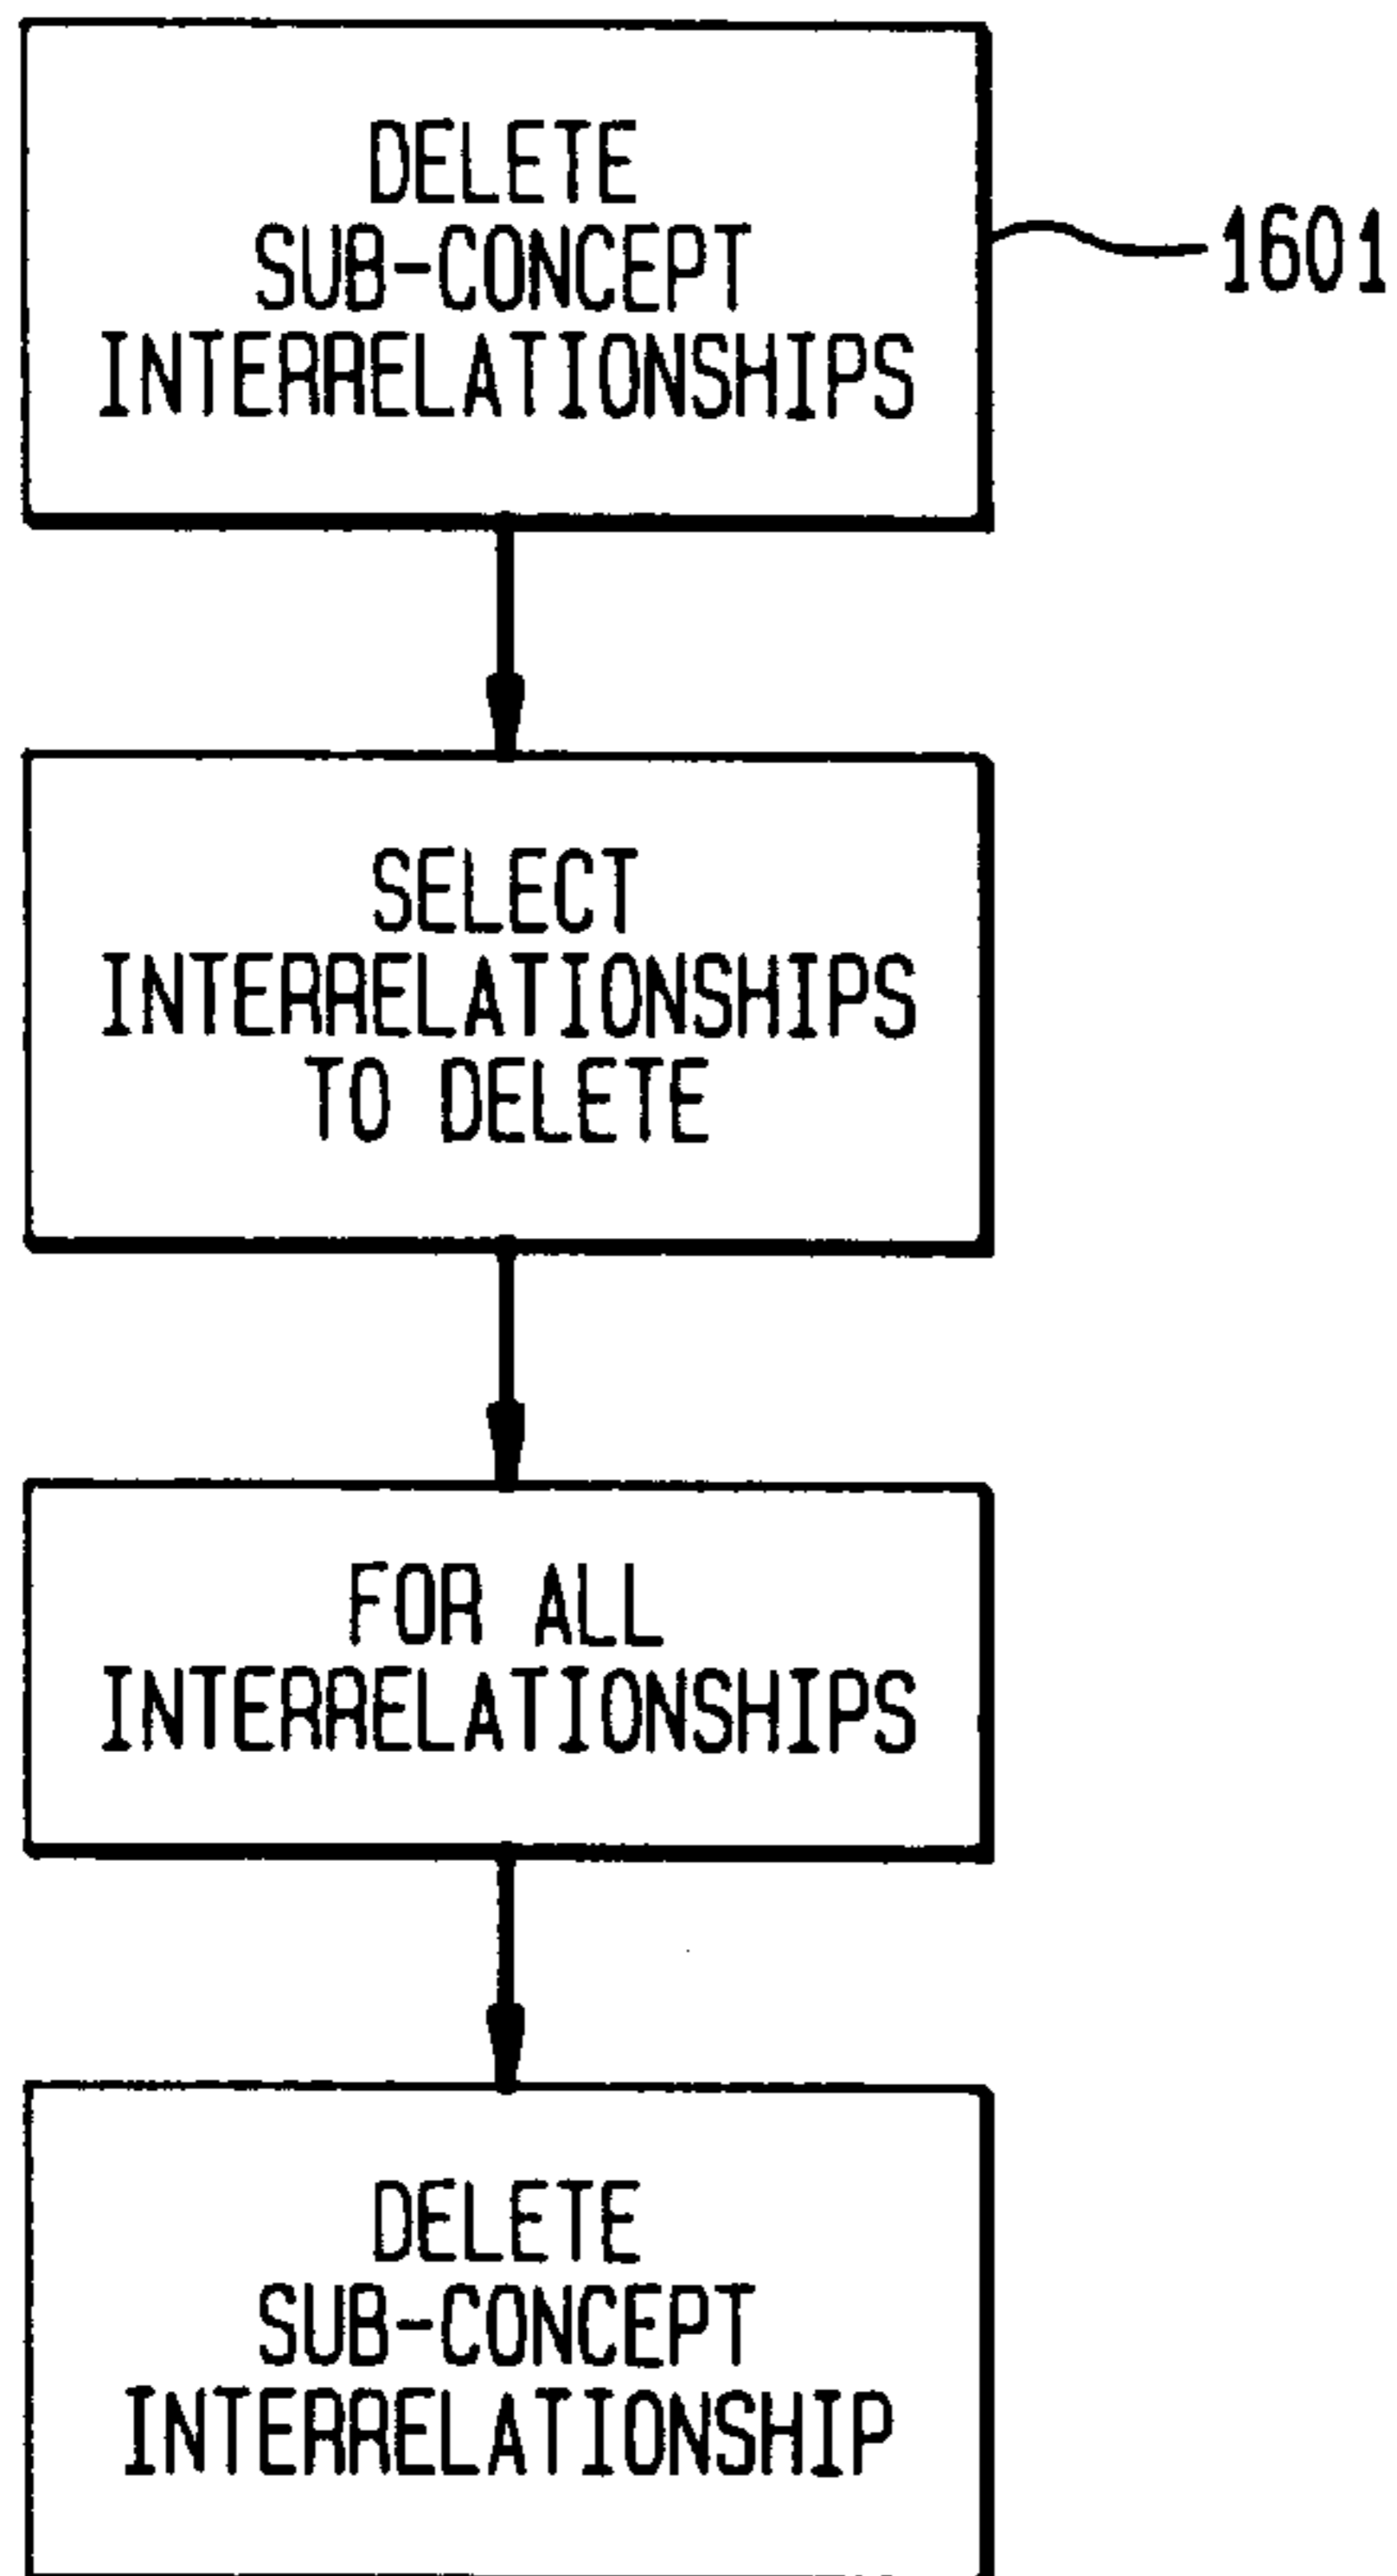 DELETE
SUB-CONCEPT
INTERRELATIONSHIPS
1601
SELECT
INTERRELATIONSHIPS
TO DELETE
FOR ALL
INTERRELATIONSHIPS
DELETE
SUB-CONCEPT
INTERRELATIONSHIP